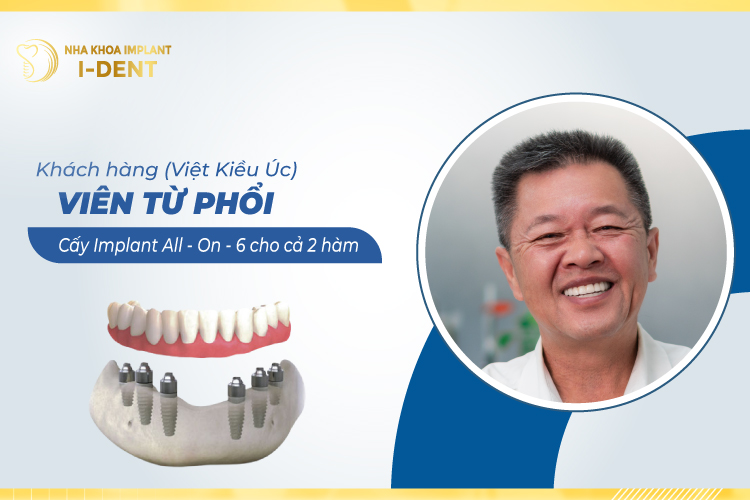 NHA KHOA IMPLANT
I-DENT
Khách hàng (Việt Kiều Úc)
VIÊN TỪ PHỔI
Cấy Implant All - On - 6 cho cả 2 hàm